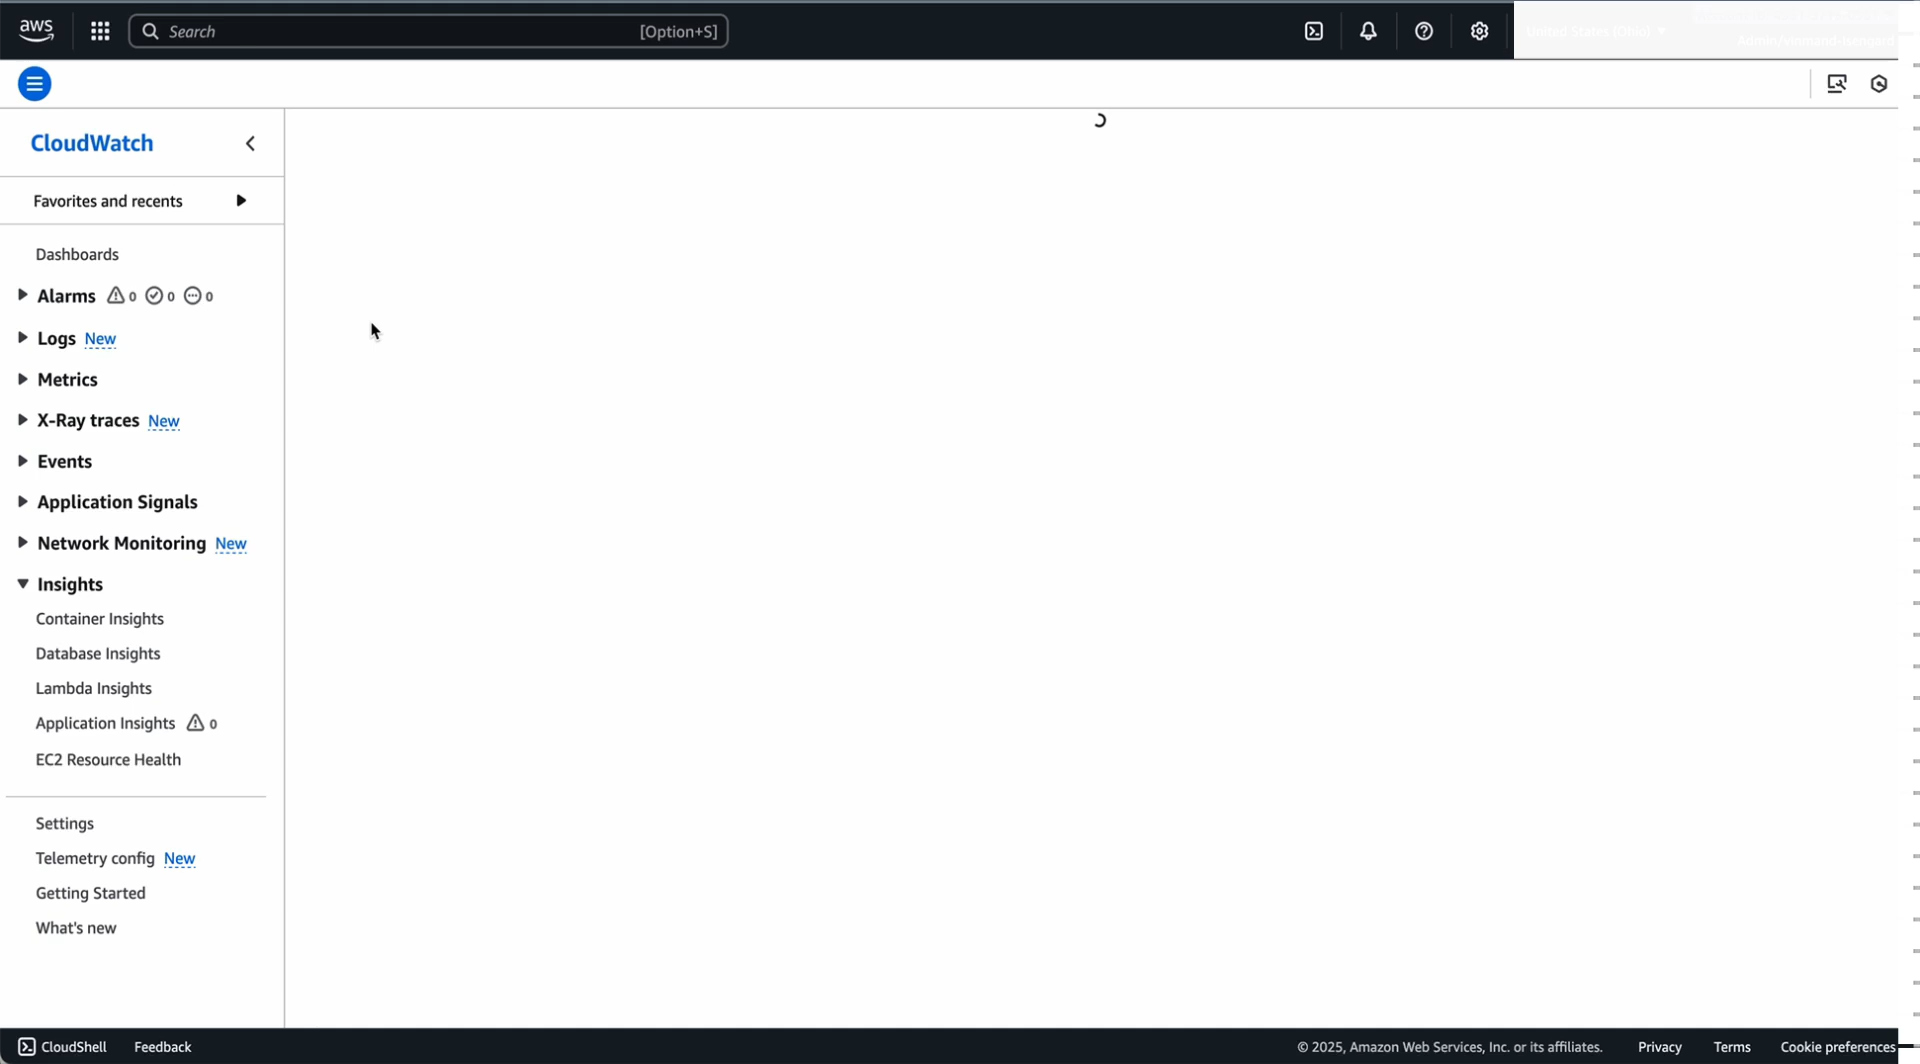 aws
Search [Option+S]
United States (Ohio)
CloudWatch
Favorites and recents
Dashboards
Alarms 0 0 0
Logs New
Metrics
X-Ray traces New
Events
Application Signals
Network Monitoring New
Insights
Container Insights
Database Insights
Lambda Insights
Application Insights 0
EC2 Resource Health
Settings
Telemetry config New
Getting Started
What's new
CloudShell Feedback © 2025, Amazon Web Services, Inc. or its affiliates. Privacy Terms Cookie preferences